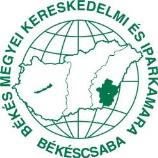 BÉKÉS MEGYEI KERESKEDELMI ÉS IPARKAMARA
BÉKÉSCSABA